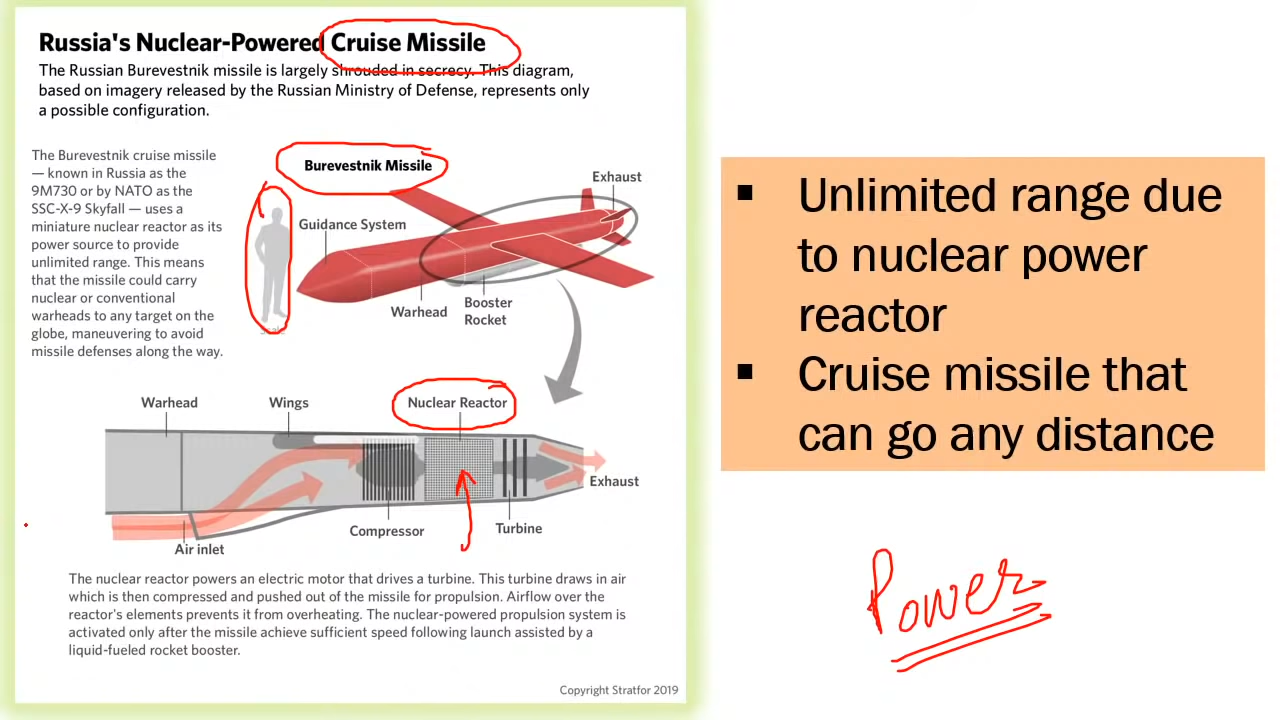 Russia's Nuclear-Powered Cruise Missile
The Russian Burevestnik missile is largely shrouded in secrecy. This diagram,
based on imagery released by the Russian Ministry of Defense, represents only
a possible configuration.
The Burevestnik cruise missile
— known in Russia as the
9M730 or by NATO as the
SSC-X-9 Skyfall — uses a
miniature nuclear reactor as its
power source to provide
unlimited range. This means
that the missile could carry
nuclear or conventional
warheads to any target on the
globe, maneuvering to avoid
missile defenses along the way.
Burevestnik Missile
Exhaust
Guidance System
Warhead
Booster
Rocket
Scale
Warhead
Wings
Nuclear Reactor
Exhaust
Compressor
Turbine
Air inlet
The nuclear reactor powers an electric motor that drives a turbine. This turbine draws in air
which is then compressed and pushed out of the missile for propulsion. Airflow over the
reactor's elements prevents it from overheating. The nuclear-powered propulsion system is
activated only after the missile achieve sufficient speed following launch assisted by a
liquid-fueled rocket booster.
Copyright Stratfor 2019
▪ Unlimited range due
to nuclear power
reactor
▪ Cruise missile that
can go any distance
Power